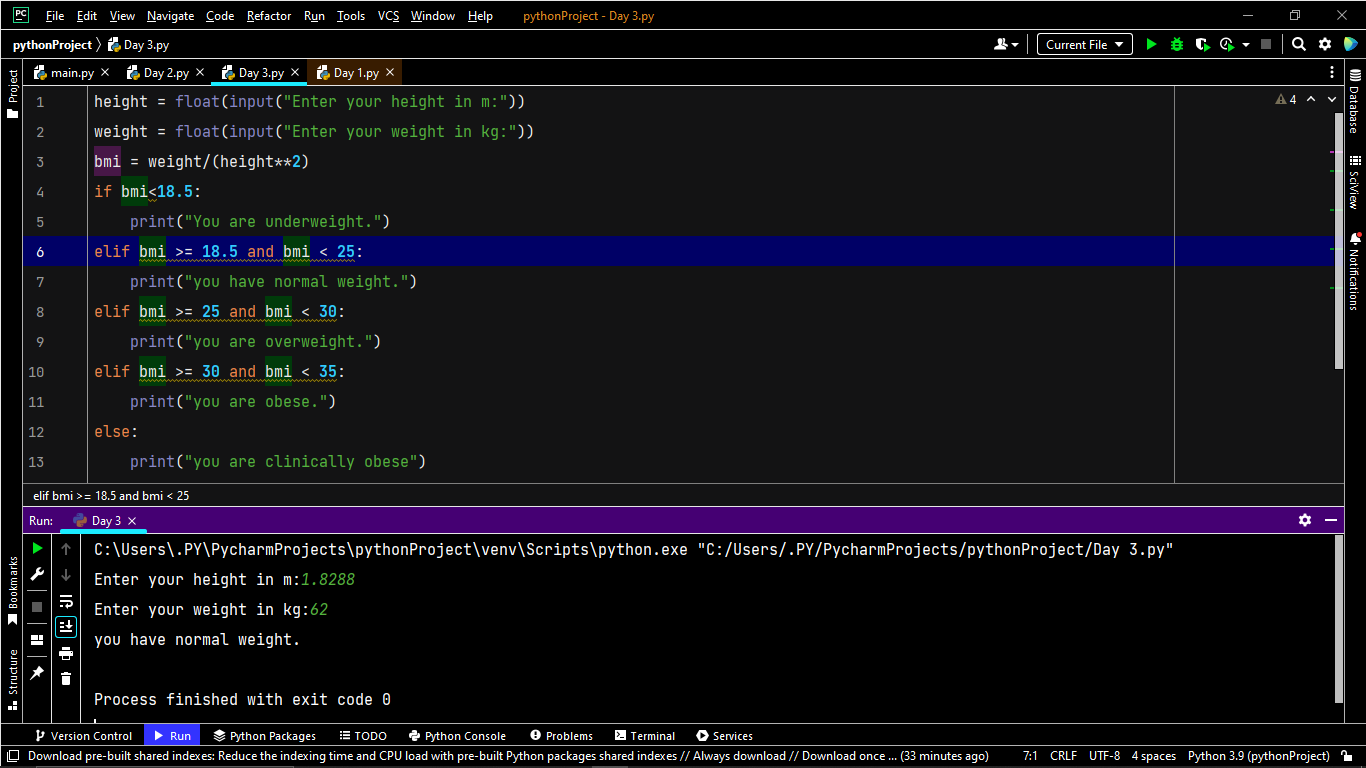 PC File Edit View Navigate Code Refactor Run Tools VCS Window Help pythonProject - Day 3.py
pythonProject Day 3.py Current File
main.py Day 2.py Day 3.py Day 1.py
Project
Bookmarks
Structure
Database
SciView
Notifications
4
1 height = float(input("Enter your height in m:"))
2 weight = float(input("Enter your weight in kg:"))
3 bmi = weight/(height**2)
4 if bmi<18.5:
5 print("You are underweight.")
6 elif bmi >= 18.5 and bmi < 25:
7 print("you have normal weight.")
8 elif bmi >= 25 and bmi < 30:
9 print("you are overweight.")
10 elif bmi >= 30 and bmi < 35:
11 print("you are obese.")
12 else:
13 print("you are clinically obese")
elif bmi >= 18.5 and bmi < 25
Run: Day 3
C:\Users\.PY\PycharmProjects\pythonProject\venv\Scripts\python.exe "C:/Users/.PY/PycharmProjects/pythonProject/Day 3.py"
Enter your height in m:1.8288
Enter your weight in kg:62
you have normal weight.
Process finished with exit code 0
Version Control Run Python Packages TODO Python Console Problems Terminal Services
Download pre-built shared indexes: Reduce the indexing time and CPU load with pre-built Python packages shared indexes // Always download // Download once ... (33 minutes ago) 7:1 CRLF UTF-8 4 spaces Python 3.9 (pythonProject)